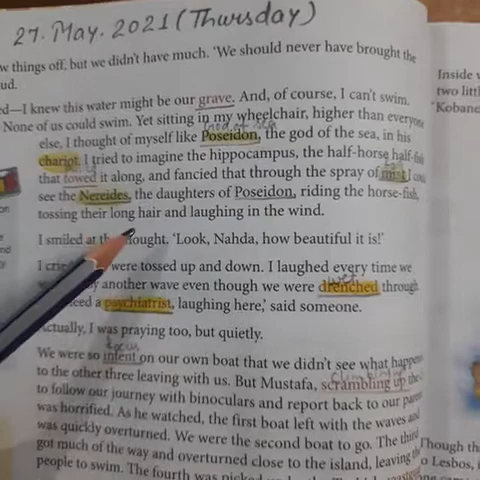 27. May. 2021 (Thursday)
w things off, but we didn't have much. 'We should never have brought the
ud.
ed—I knew this water might be our grave. And, of course, I can't swim.
None of us could swim. Yet sitting in my wheelchair, higher than everyone
god of sea
else, I thought of myself like Poseidon, the god of the sea, in his
chariot. I tried to imagine the hippocampus, the half-horse half-fish
that towed it along, and fancied that through the spray of mist I
see the Nereides, the daughters of Poseidon, riding the horse-fish,
tossing their long hair and laughing in the wind.
I smiled at the thought. 'Look, Nahda, how beautiful it is!'
I were tossed up and down. I laughed every time we
wet
another wave even though we were drenched through.
need a psychiatrist, laughing here,' said someone.
Actually, I was praying too, but quietly.
focus
We were so intent on our own boat that we didn't see what
climbing
to the other three leaving with us. But Mustafa, scrambling up the
to follow our journey with binoculars and report back to our
was horrified. As he watched, the first boat left with the waves and
was quickly overturned. We were the second boat to go. The third
got much of the way and overturned close to the island, leaving
people to swim. The fourth was
Inside
two
'Kobane
Though
o Lesbos,